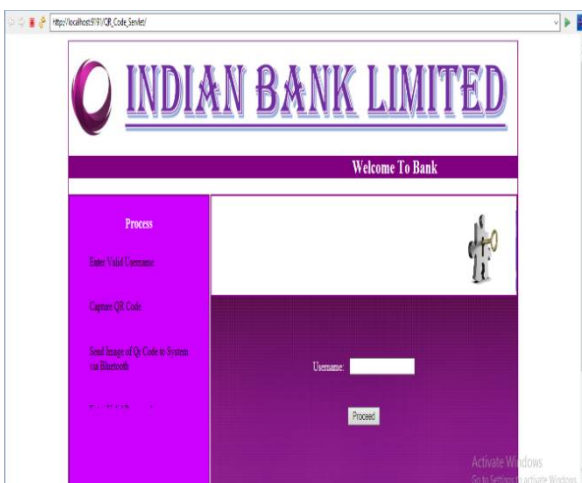 http://localhost:9191/QR_Code_Servlet/
INDIAN BANK LIMITED
Welcome To Bank
Process
Enter Valid Username
Capture QR Code
Send Image of Qr Code to System
via Bluetooth
Username:
Proceed
Activate Windows
Go to Settings to activate Windows.